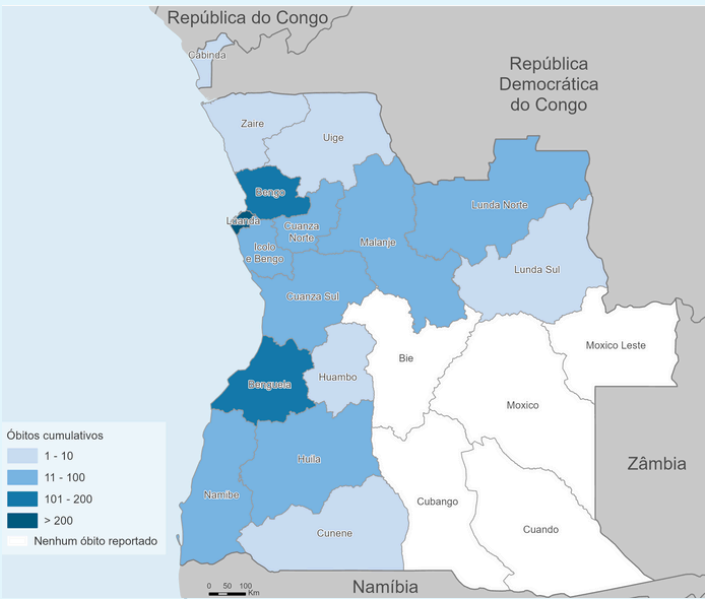 República do Congo
Cabinda
República
Democrática
do Congo
Zaire
Uige
Bengo
Lunda Norte
Luanda
Cuanza
Norte
Malanje
Icolo
e Bengo
Lunda Sul
Cuanza Sul
Moxico Leste
Bie
Huambo
Benguela
Moxico
Óbitos cumulativos
1 - 10
11 - 100
101 - 200
> 200
Nenhum óbito reportado
Huila
Zâmbia
Namibe
Cubango
Cuando
Cunene
0 50 100
Km
Namíbia